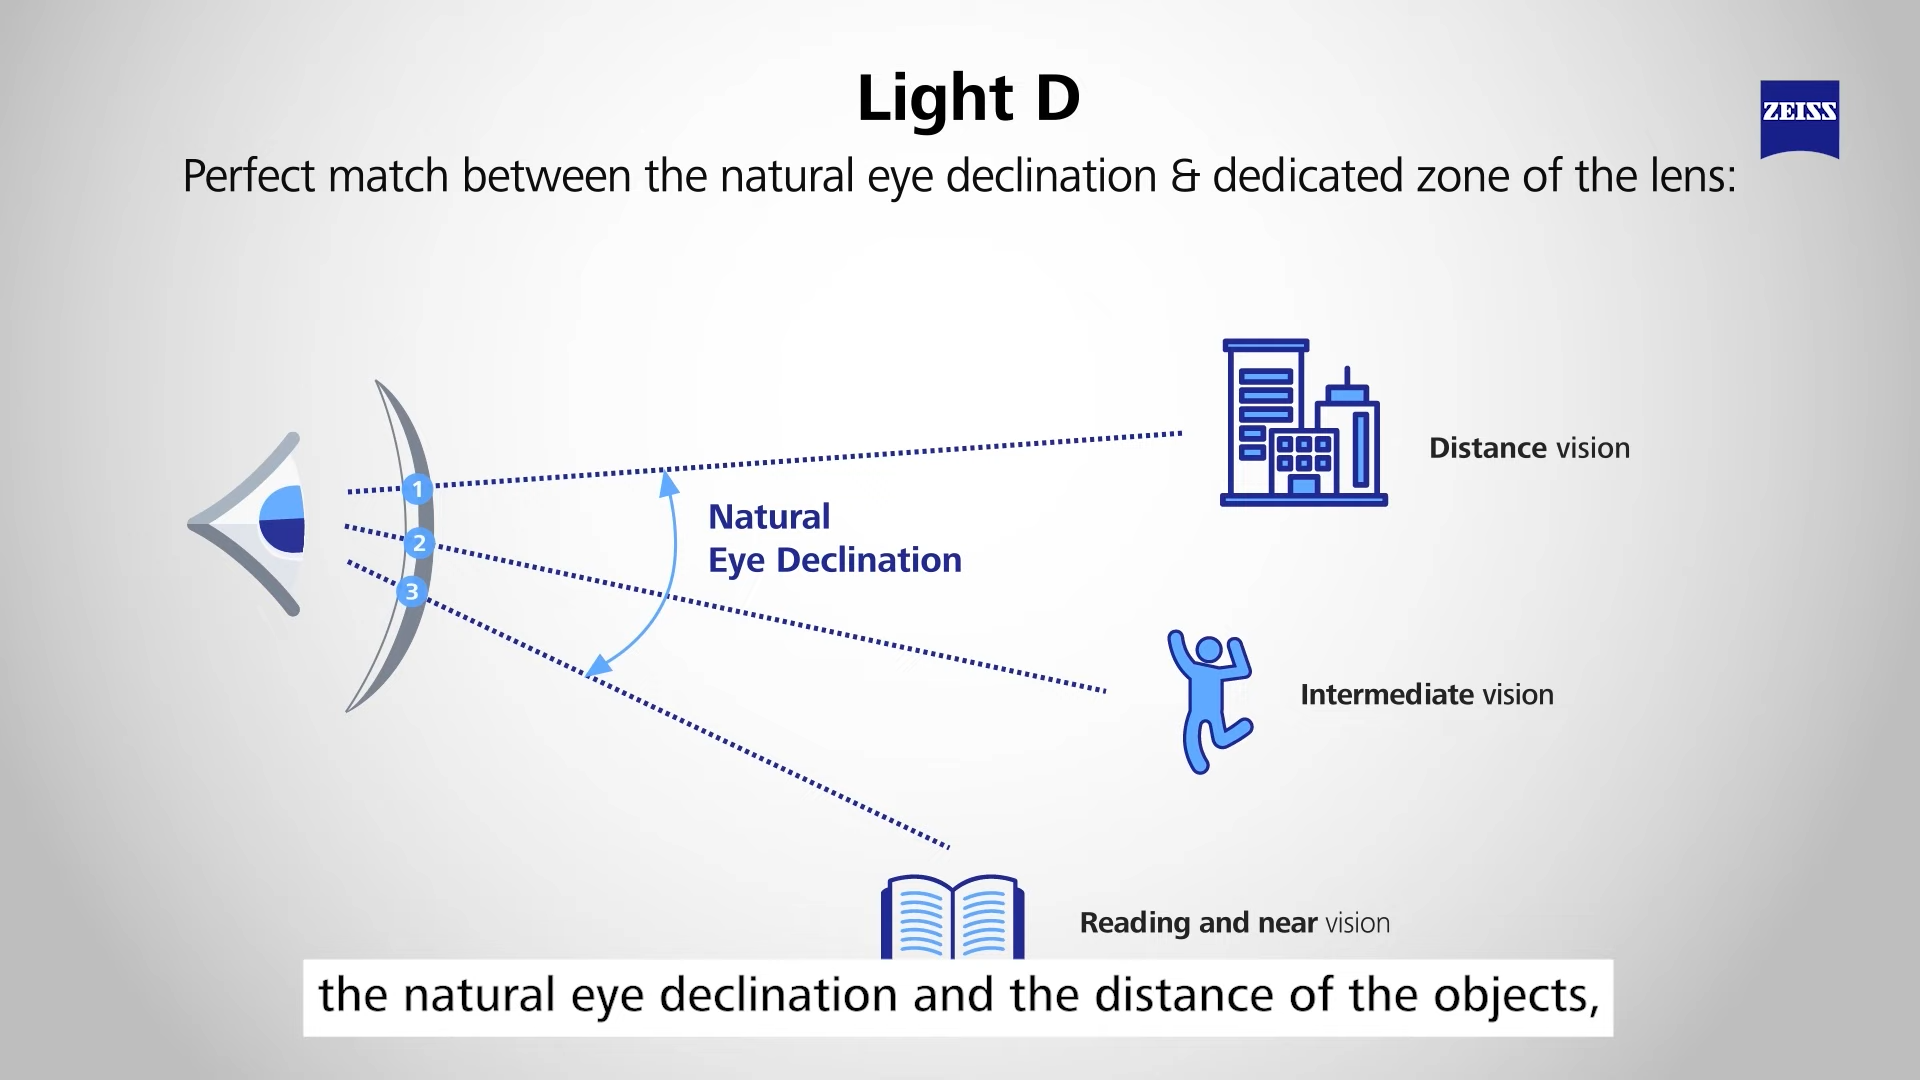 Light D
ZEISS
Perfect match between the natural eye declination & dedicated zone of the lens:
Distance vision
1
Natural
2
Eye Declination
3
Intermediate vision
Reading and near vision
the natural eye declination and the distance of the objects,